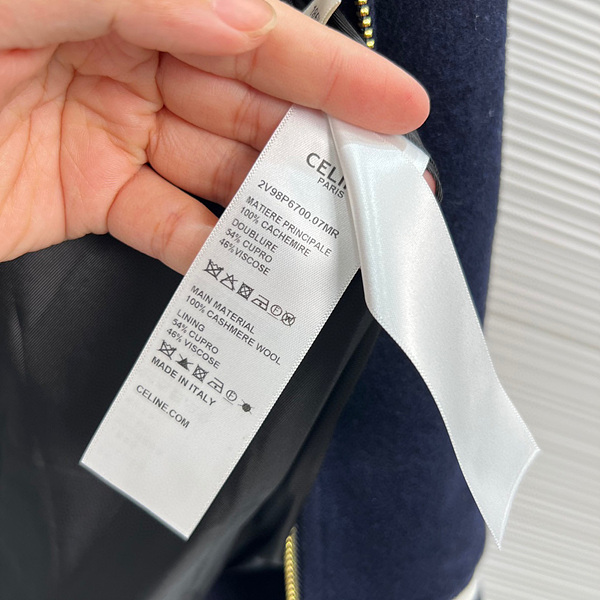 CELINE
PARIS
2V98P6700.07MR
MATIERE PRINCIPALE
100% CACHEMIRE
DOUBLURE
54% CUPRO
46% VISCOSE
MAIN MATERIAL
100% CASHMERE WOOL
LINING
54% CUPRO
46% VISCOSE
MADE IN ITALY
CELINE.COM